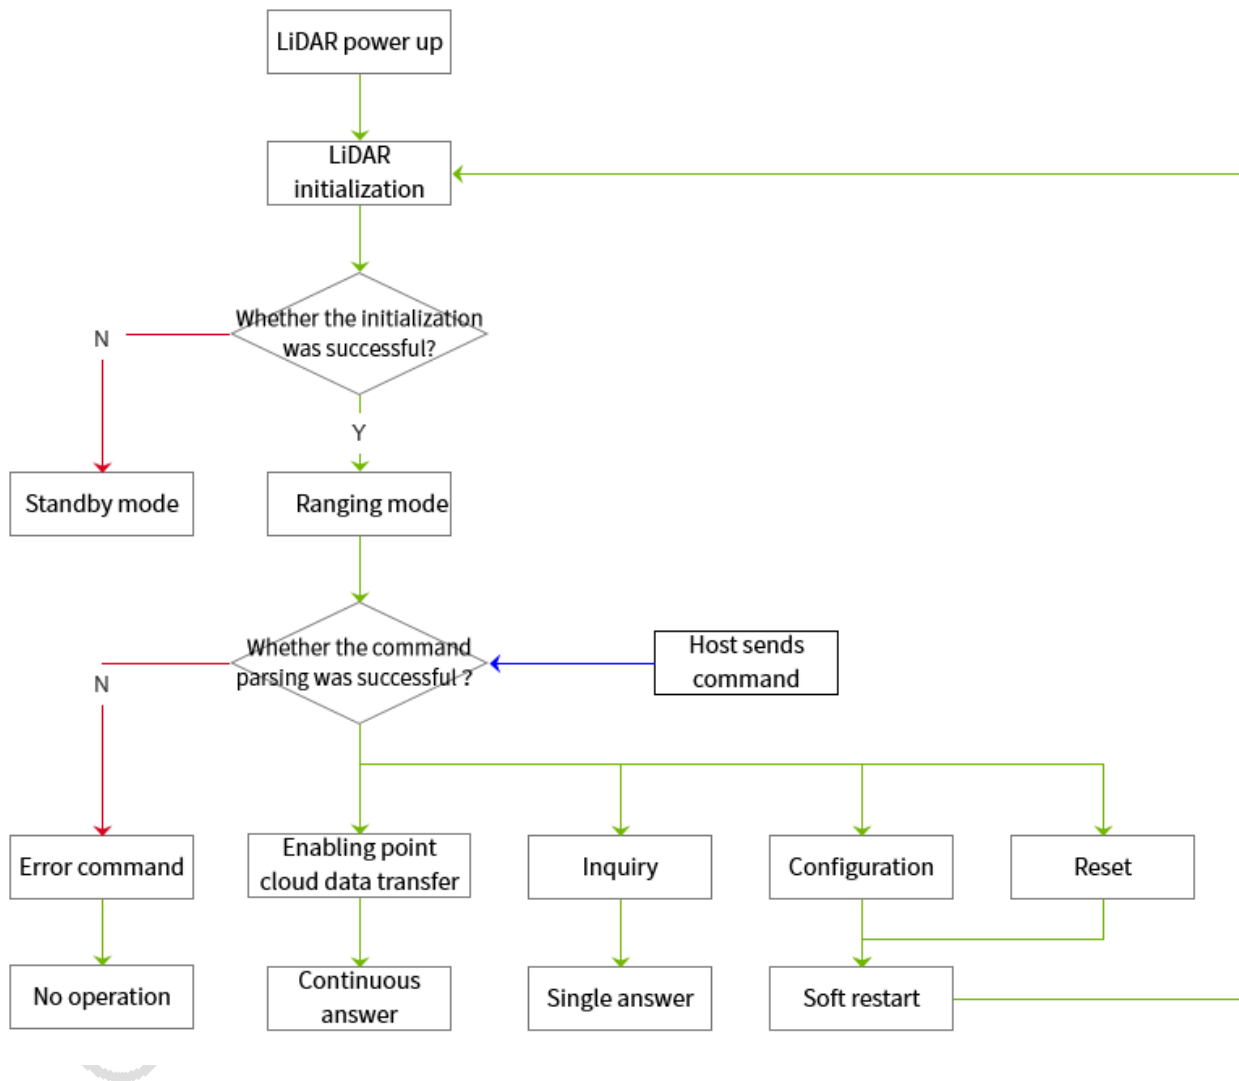 LiDAR power up
LiDAR
initialization
Whether the initialization
was successful?
N
Y
Standby mode
Ranging mode
Whether the command
parsing was successful ?
Host sends
command
N
Error command
Enabling point
cloud data transfer
Inquiry
Configuration
Reset
No operation
Continuous
answer
Single answer
Soft restart